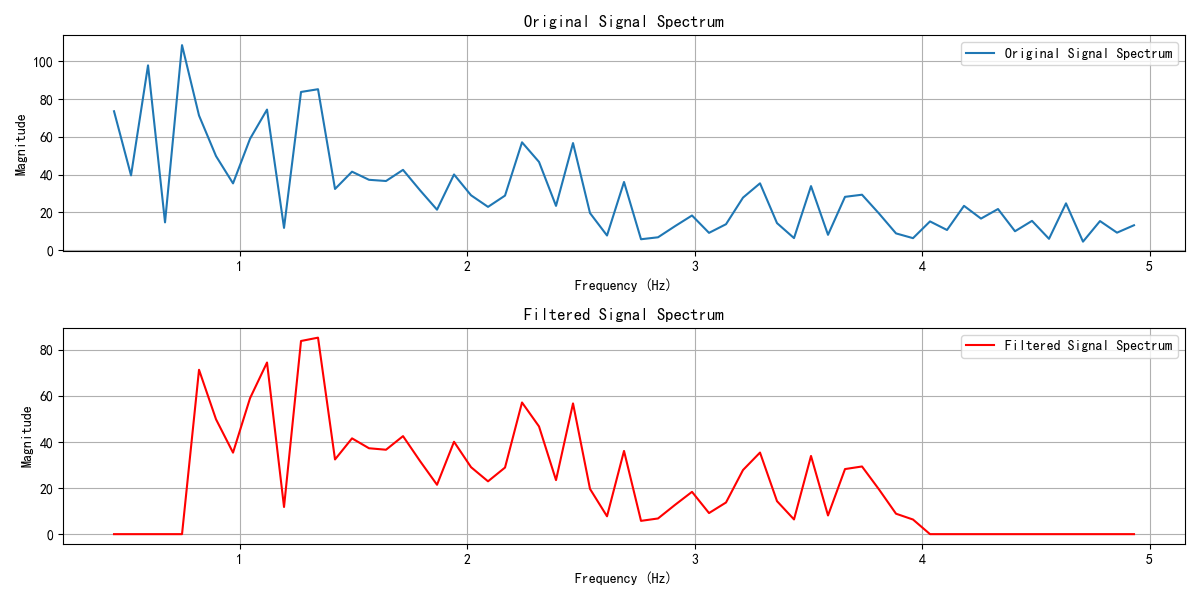 Original Signal Spectrum
Original Signal Spectrum
Magnitude
100
80
60
40
20
0
1 2 3 4 5
Frequency (Hz)
Filtered Signal Spectrum
Filtered Signal Spectrum
Magnitude
80
60
40
20
0
1 2 3 4 5
Frequency (Hz)